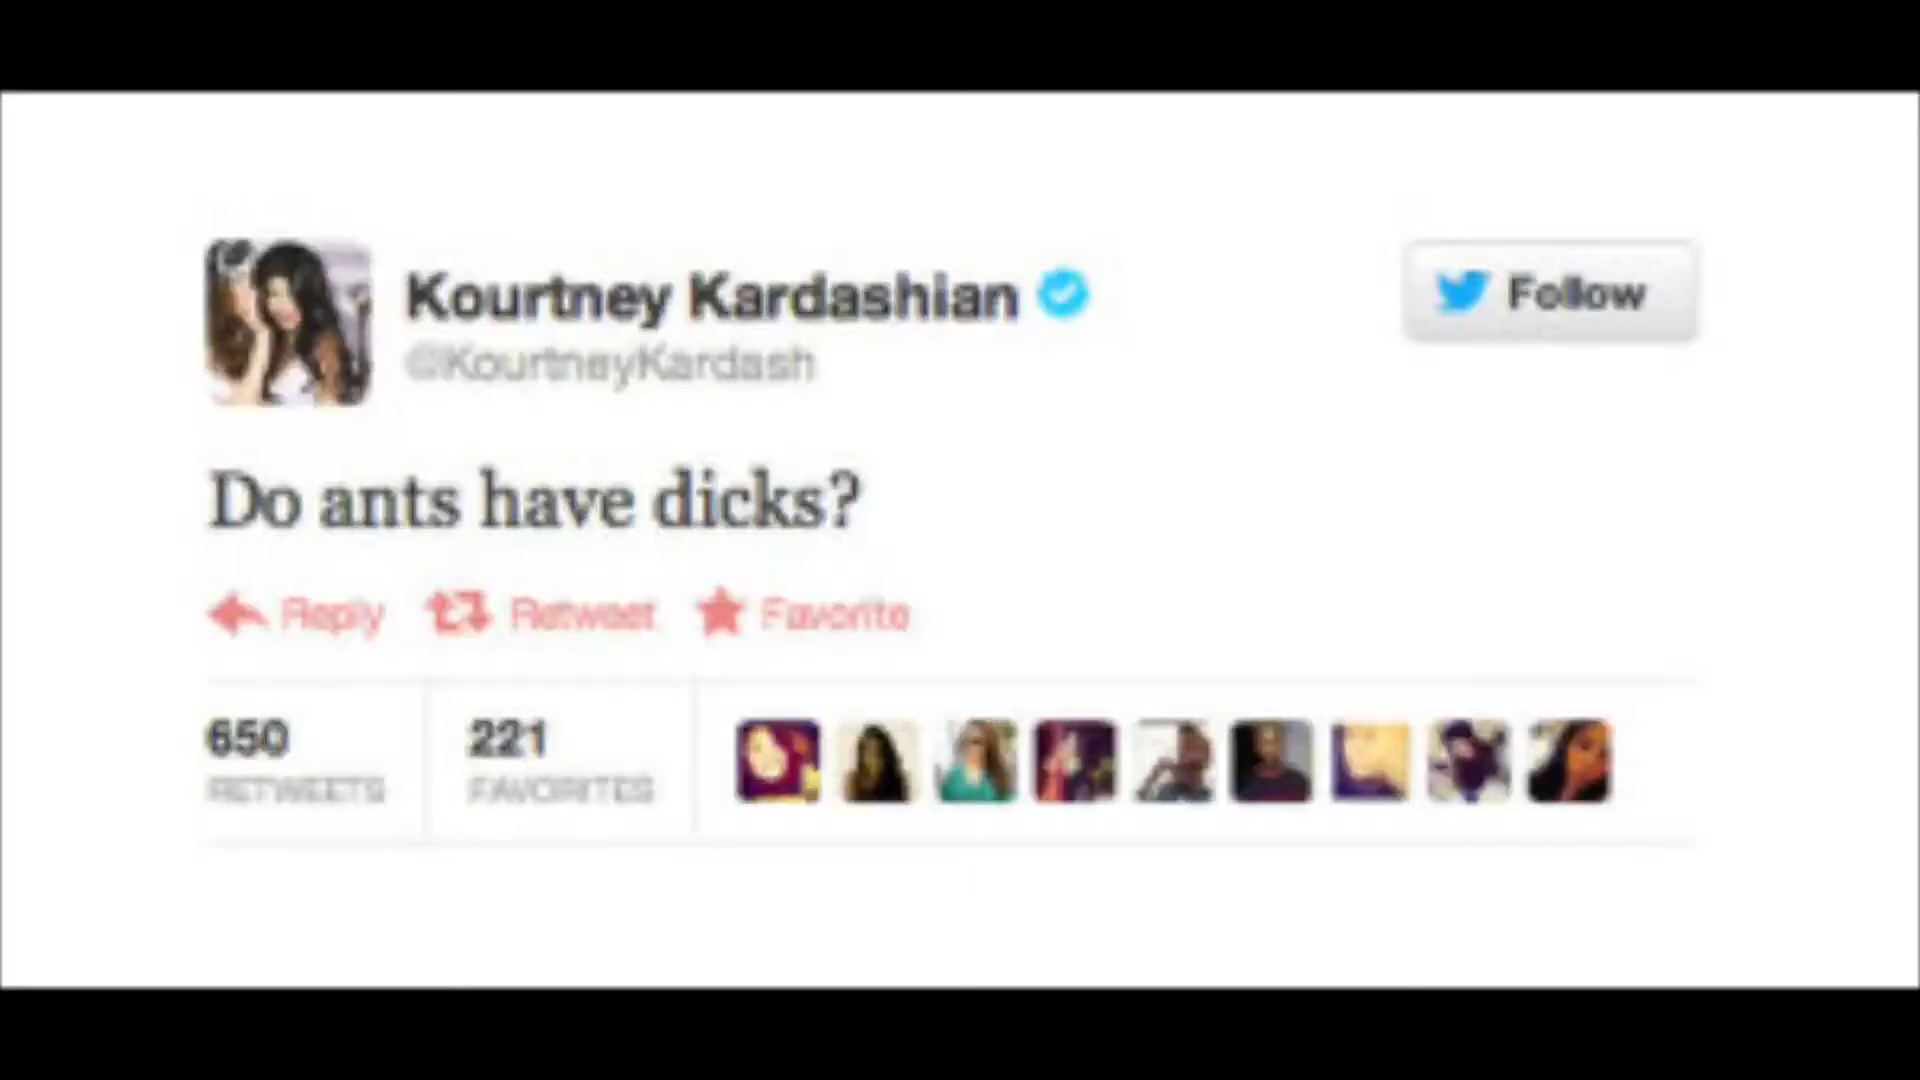 Kourtney Kardashian
@KourtneyKardash
Follow
Do ants have dicks?
Reply Retweet Favorite
650 221
RETWEETS FAVORITES